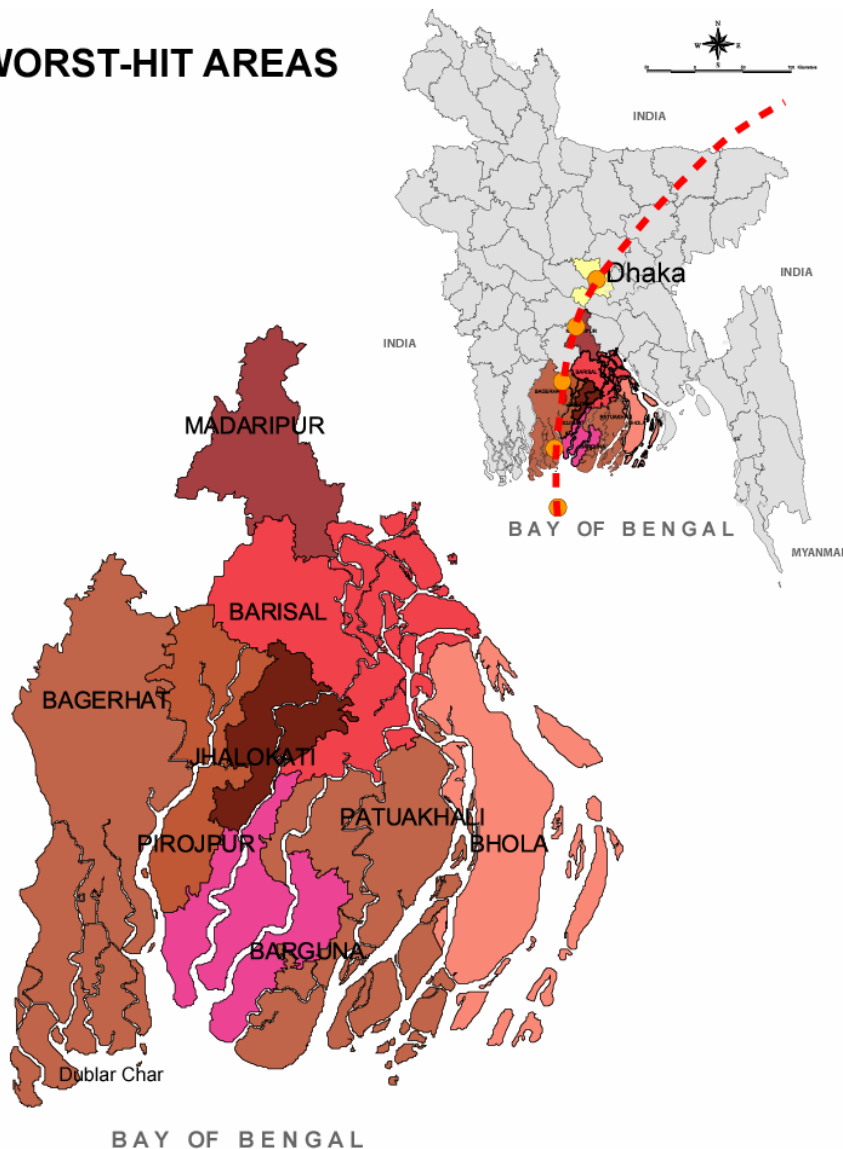 WORST-HIT AREAS
N
W E
S
INDIA
Dhaka
INDIA
INDIA
BARISAL
BAY OF BENGAL
MYANMAR
MADARIPUR
BARISAL
BAGERHAT
JHALOKATI
PATUAKHALI
PIROJPUR
BHOLA
BARGUNA
Dublar Char
BAY OF BENGAL